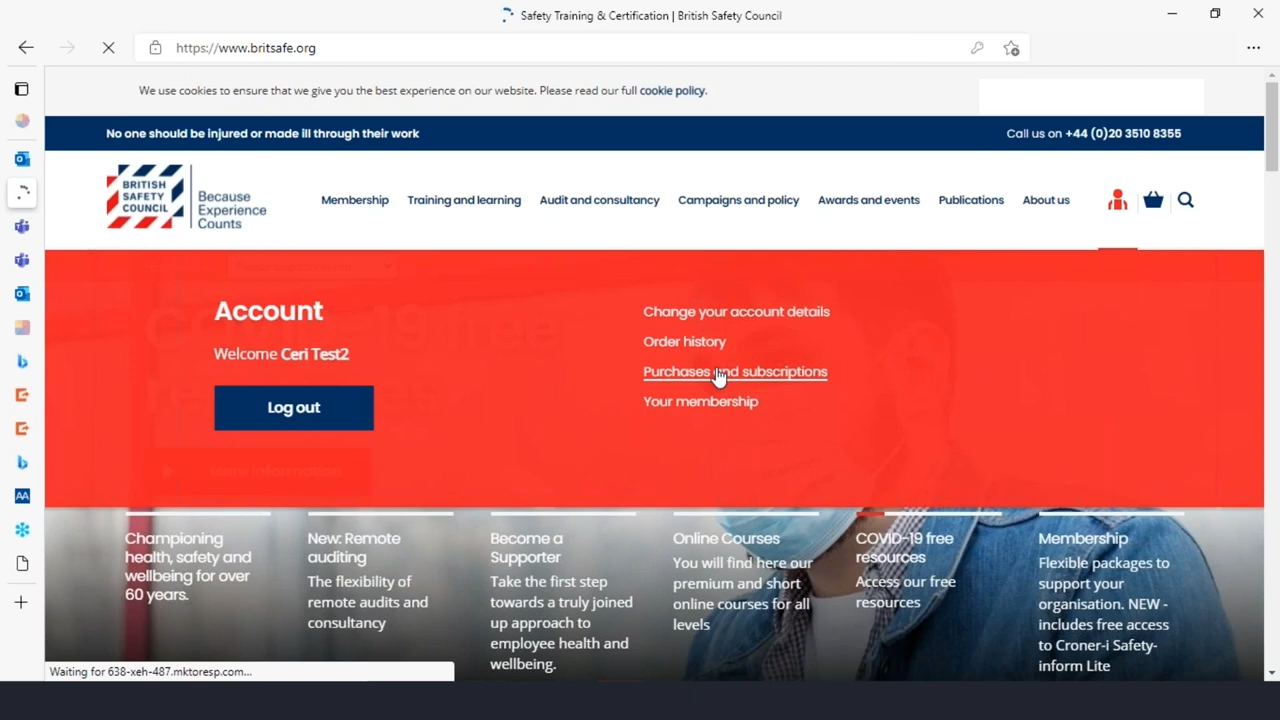 Safety Training & Certification | British Safety Council
https://www.britsafe.org
We use cookies to ensure that we give you the best experience on our website. Please read our full cookie policy.
No one should be injured or made ill through their work
Call us on +44 (0)20 3510 8355
BRITISH
SAFETY
COUNCIL
Because
Experience
Counts
Membership
Training and learning
Audit and consultancy
Campaigns and policy
Awards and events
Publications
About us
Account
Welcome Ceri Test2
Log out
Change your account details
Order history
Purchases and subscriptions
Your membership
More information
Championing
health, safety and
wellbeing for over
60 years.
New: Remote
auditing
The flexibility of
remote audits and
consultancy
Become a
Supporter
Take the first step
towards a truly joined
up approach to
employee health and
wellbeing.
Online Courses
You will find here our
premium and short
online courses for all
levels
COVID-19 free
resources
Access our free
resources
Membership
Flexible packages to
support your
organisation. NEW -
includes free access
to Croner-i Safety-
inform Lite
Waiting for 638-xeh-487.mktoresp.com...